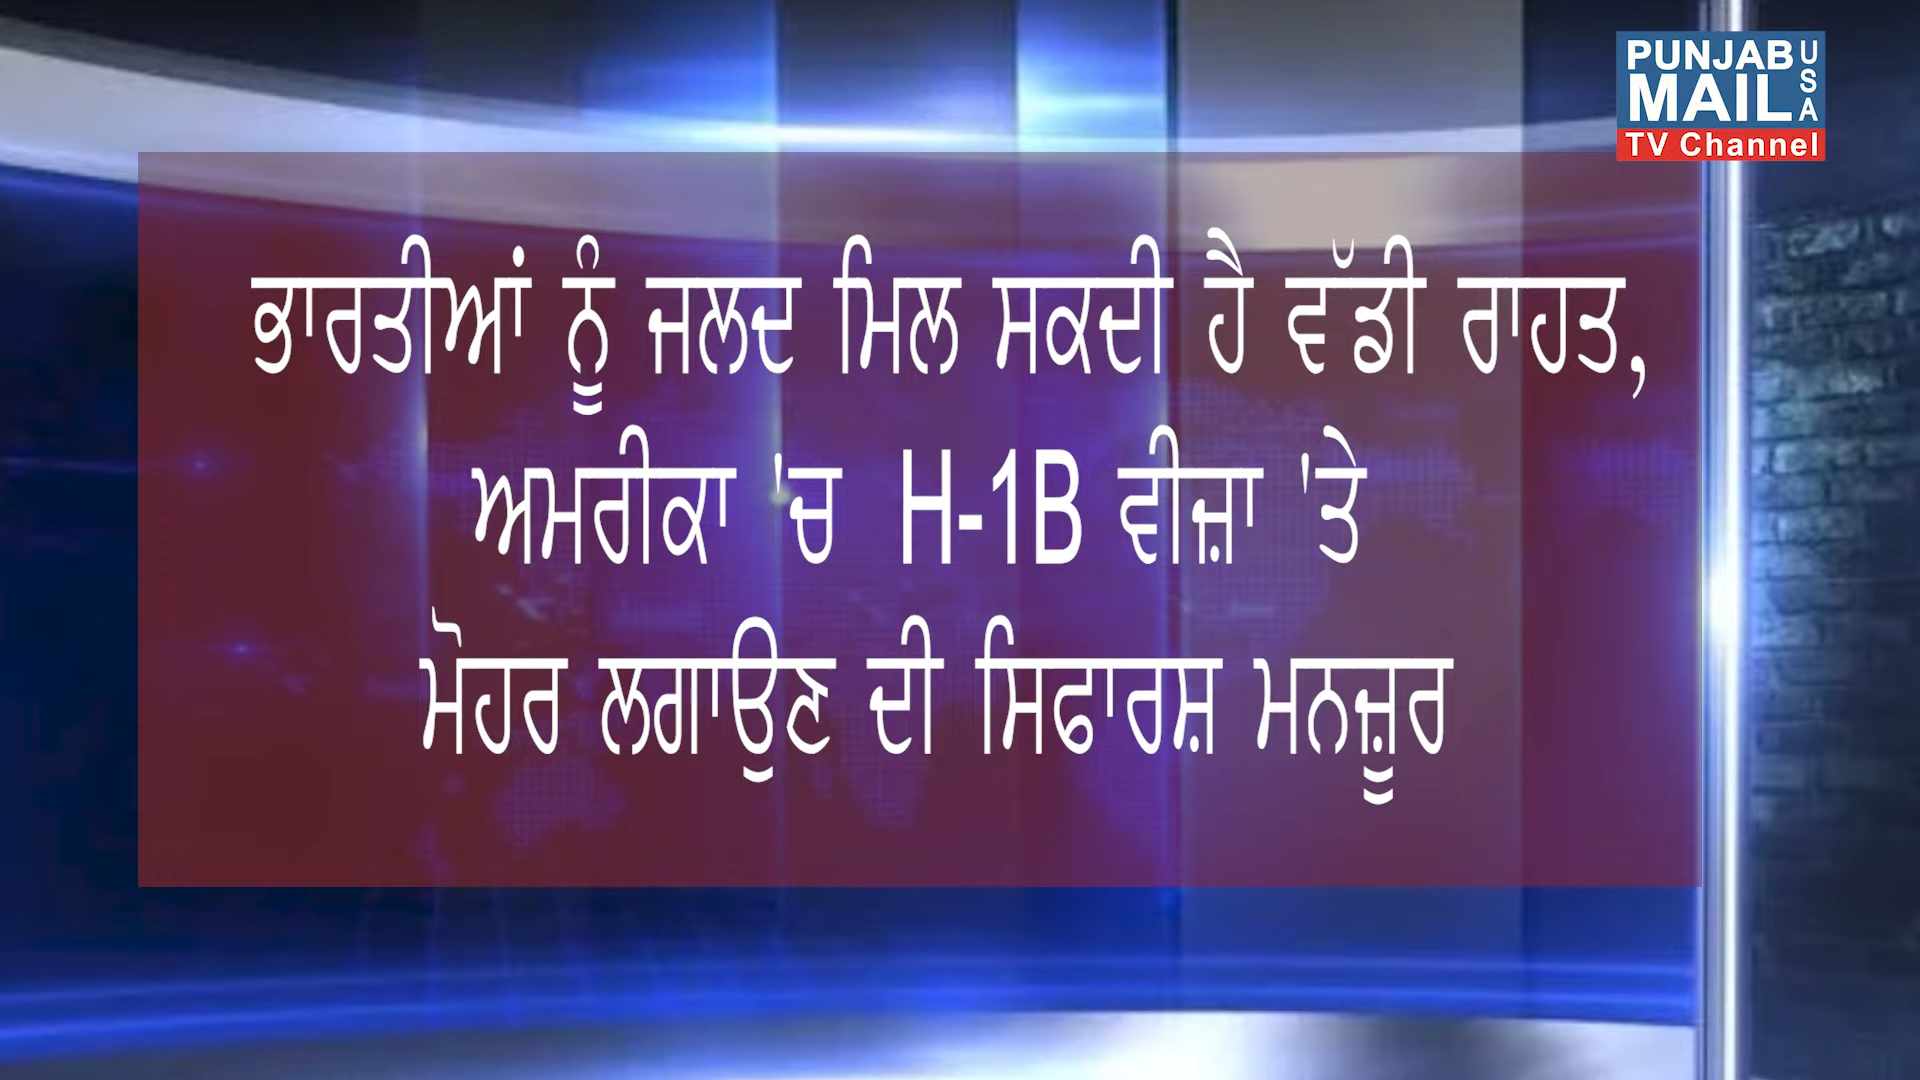 PUNJAB USA
MAIL
TV Channel
ਭਾਰਤੀਆਂ ਨੂੰ ਜਲਦ ਮਿਲ ਸਕਦੀ ਹੈ ਵੱਡੀ ਰਾਹਤ,
ਅਮਰੀਕਾ 'ਚ H-1B ਵੀਜ਼ਾ 'ਤੇ
ਮੋਹਰ ਲਗਾਉਣ ਦੀ ਸਿਫਾਰਸ਼ ਮਨਜ਼ੂਰ